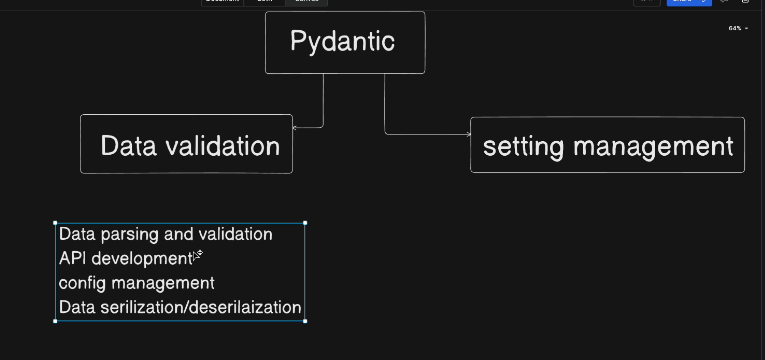 Pydantic
64%
Data validation
setting management
Data parsing and validation
API development
config management
Data serilization/deserilaization